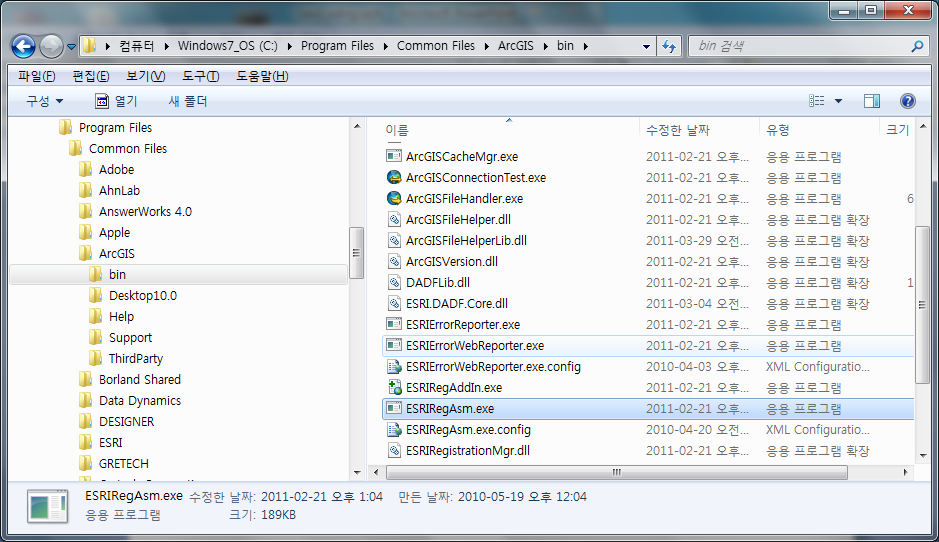 컴퓨터 ▸ Windows7_OS (C:) ▸ Program Files ▸ Common Files ▸ ArcGIS ▸ bin ▸
bin 검색
파일(F) 편집(E) 보기(V) 도구(T) 도움말(H)
구성 열기 새 폴더
Program Files
Common Files
Adobe
AhnLab
AnswerWorks 4.0
Apple
ArcGIS
bin
Desktop10.0
Help
Support
ThirdParty
Borland Shared
Data Dynamics
DESIGNER
ESRI
GRETECH
이름 수정한 날짜 유형 크기
ArcGISCacheMgr.exe 2011-02-21 오후... 응용 프로그램
ArcGISConnectionTest.exe 2011-02-21 오후... 응용 프로그램
ArcGISFileHandler.exe 2011-02-21 오후... 응용 프로그램 6
ArcGISFileHelper.dll 2011-02-21 오후... 응용 프로그램 확장
ArcGISFileHelperLib.dll 2011-03-29 오전... 응용 프로그램 확장
ArcGISVersion.dll 2011-02-21 오후... 응용 프로그램 확장
DADFLib.dll 2011-02-21 오후... 응용 프로그램 확장 1
ESRI.DADF.Core.dll 2011-03-04 오전... 응용 프로그램 확장
ESRIErrorReporter.exe 2011-02-21 오후... 응용 프로그램
ESRIErrorWebReporter.exe 2011-02-21 오후... 응용 프로그램
ESRIErrorWebReporter.exe.config 2010-04-03 오후... XML Configuratio...
ESRIRegAddIn.exe 2011-02-21 오후... 응용 프로그램
ESRIRegAsm.exe 2011-02-21 오후... 응용 프로그램
ESRIRegAsm.exe.config 2010-04-20 오전... XML Configuratio...
ESRIRegistrationMgr.dll 2011-02-21 오후... 응용 프로그램 확장
ESRIRegAsm.exe 수정한 날짜: 2011-02-21 오후 1:04 만든 날짜: 2010-05-19 오후 12:04
응용 프로그램 크기: 189KB